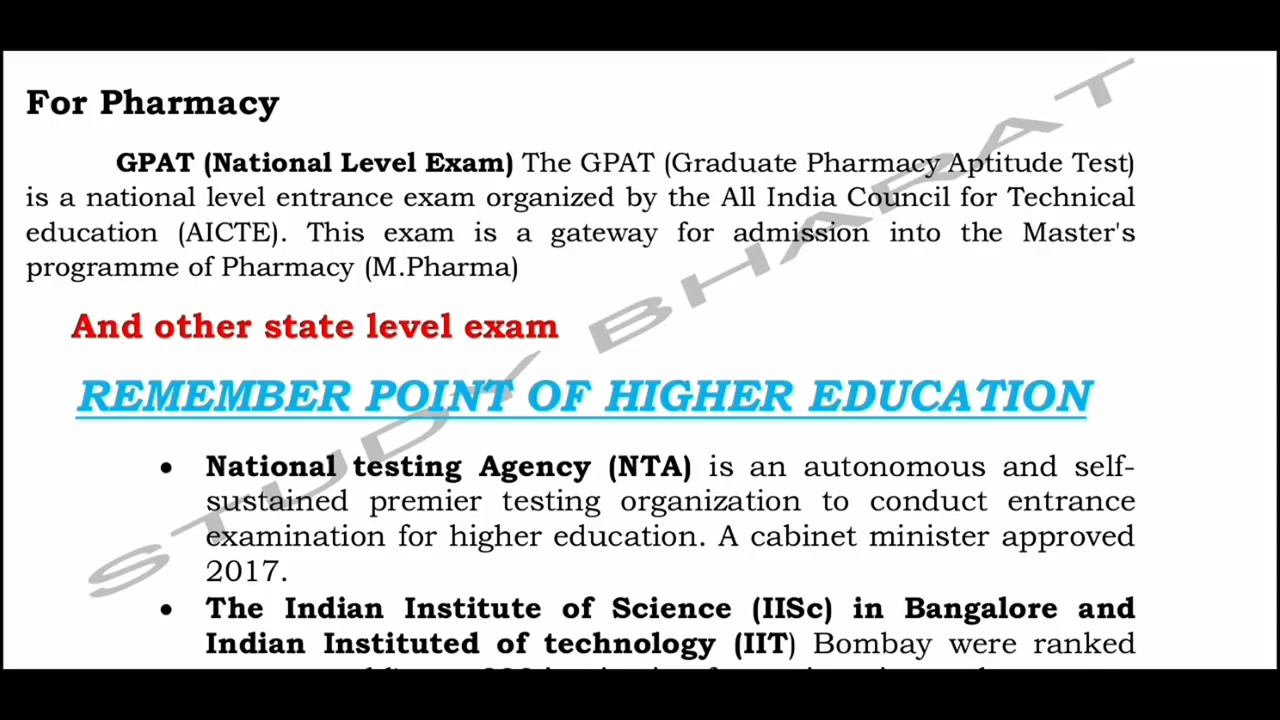 For Pharmacy
GPAT (National Level Exam) The GPAT (Graduate Pharmacy Aptitude Test)
is a national level entrance exam organized by the All India Council for Technical
education (AICTE). This exam is a gateway for admission into the Master's
programme of Pharmacy (M.Pharma)
And other state level exam
REMEMBER POINT OF HIGHER EDUCATION
• National testing Agency (NTA) is an autonomous and self-
sustained premier testing organization to conduct entrance
examination for higher education. A cabinet minister approved
2017.
• The Indian Institute of Science (IISc) in Bangalore and
Indian Instituted of technology (IIT) Bombay were ranked
STUDY BHARAT